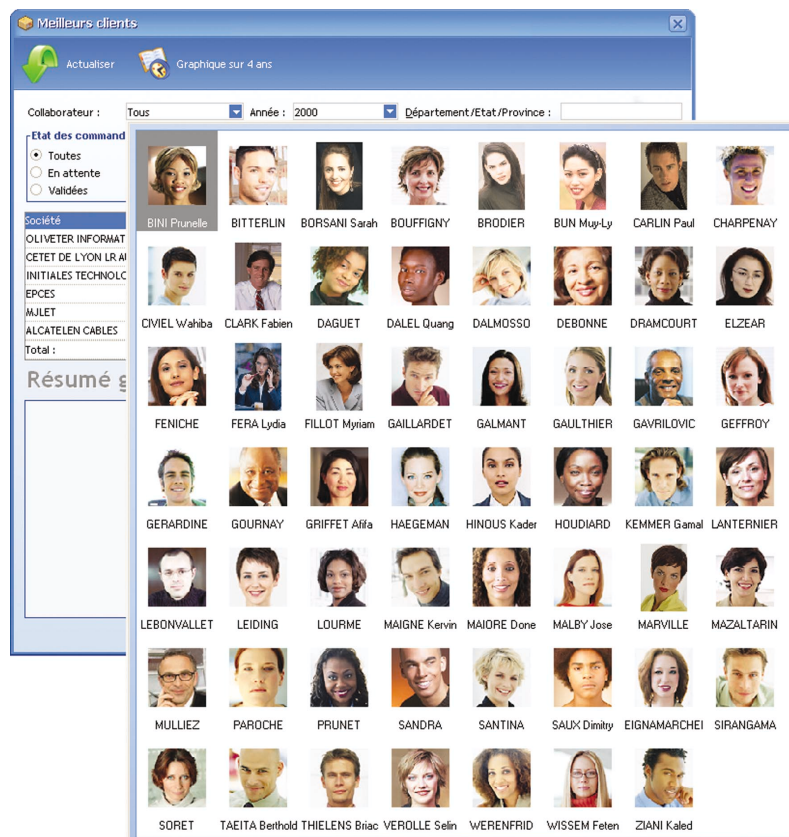 Meilleurs clients
Actualiser Graphique sur 4 ans
Collaborateur : Tous Année : 2000 Département/Etat/Province :
Etat des command
Toutes
En attente
Validées
Société
OLIVETER INFORMAT
CETET DE LYON LR AU
INITIALES TECHNOLO
EPCES
MJLET
ALCATELEN CABLES
Total :
Résumé g
BINI Prunelle BITTERLIN BORSANI Sarah BOUFFIGNY BRODIER BUN Muy-Ly CARLIN Paul CHARPENAY
CIVIEL Wahiba CLARK Fabien DAGUET DALEL Quang DALMOSSO DEBONNE DRAMCOURT ELZEAR
FENICHE FERA Lydia FILLOT Myriam GAILLARDET GALMANT GAULTHIER GAVRILOVIC GEFFROY
GERARDINE GOURNAY GRIFFET Afifa HAEGEMAN HINOUS Kader HOUDIARD KEMMER Gamal LANTERNIER
LEBONVALLET LEIDING LOURME MAIGNE Kervin MAIORE Done MALBY Jose MARVILLE MAZALTARIN
MULLIEZ PAROCHE PRUNET SANDRA SANTINA SAUX Dimitry EIGNAMARCHEI SIRANGAMA
SORET TAEITA Berthold THIELENS Briac VEROLLE Selin WERENFRID WISSEM Feten ZIANI Kaled